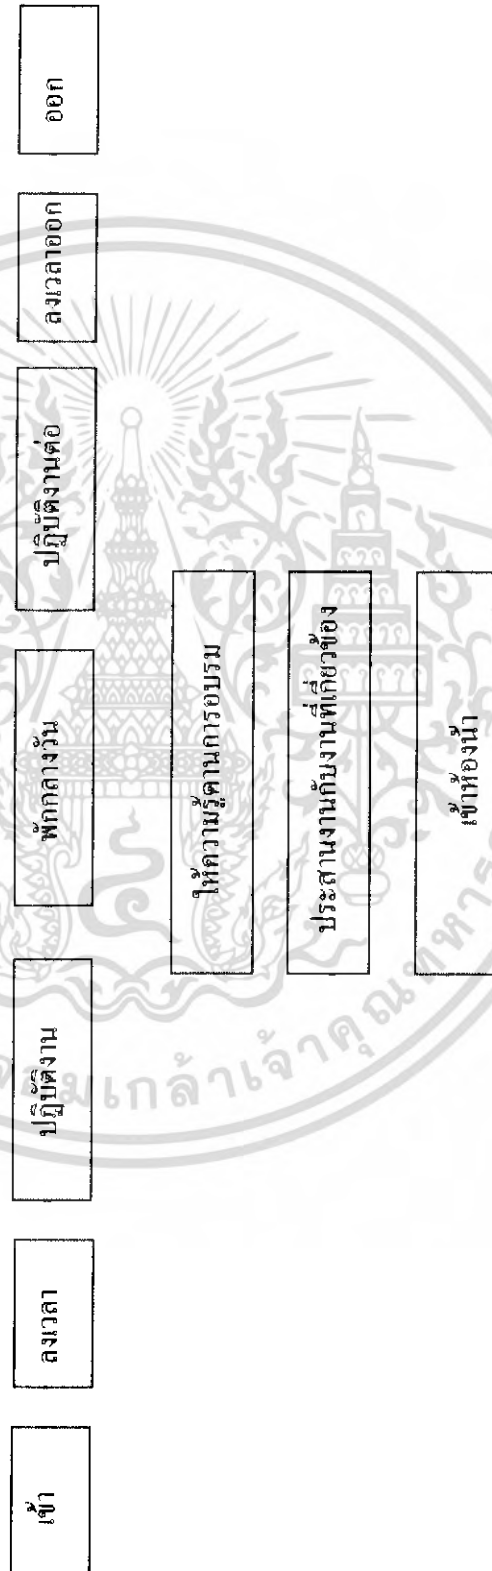 เข้า
ลงเวลา
ปฏิบัติงาน
พักกลางวัน
ปฏิบัติงานต่อ
ลงเวลาออก
ออก
ให้ความรู้ด้านการอบรม
ประสานงานกับงานที่เกี่ยวข้อง
เข้าห้องน้ำ